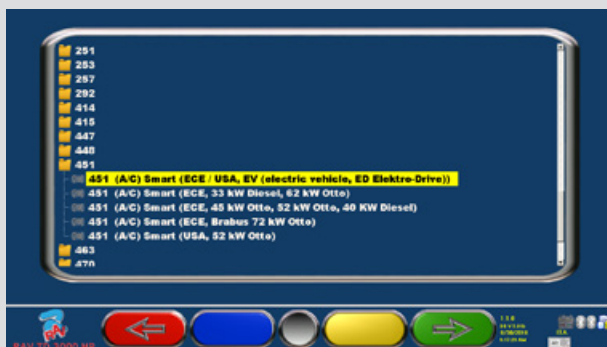 251
253
257
292
414
415
447
448
451
451 (A/C) Smart (ECE / USA, EV (electric vehicle, ED Elektro-Drive))
451 (A/C) Smart (ECE, 33 kW Diesel, 62 kW Otto)
451 (A/C) Smart (ECE, 45 kW Otto, 52 kW Otto, 40 KW Diesel)
451 (A/C) Smart (ECE, Brabus 72 kW Otto)
451 (A/C) Smart (USA, 52 kW Otto)
463
470